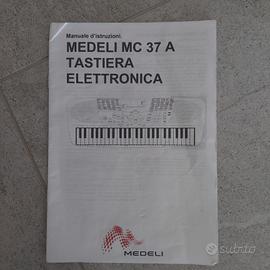 Manuale d'istruzioni.
MEDELI MC 37 A
TASTIERA
ELETTRONICA
MEDELI
subito